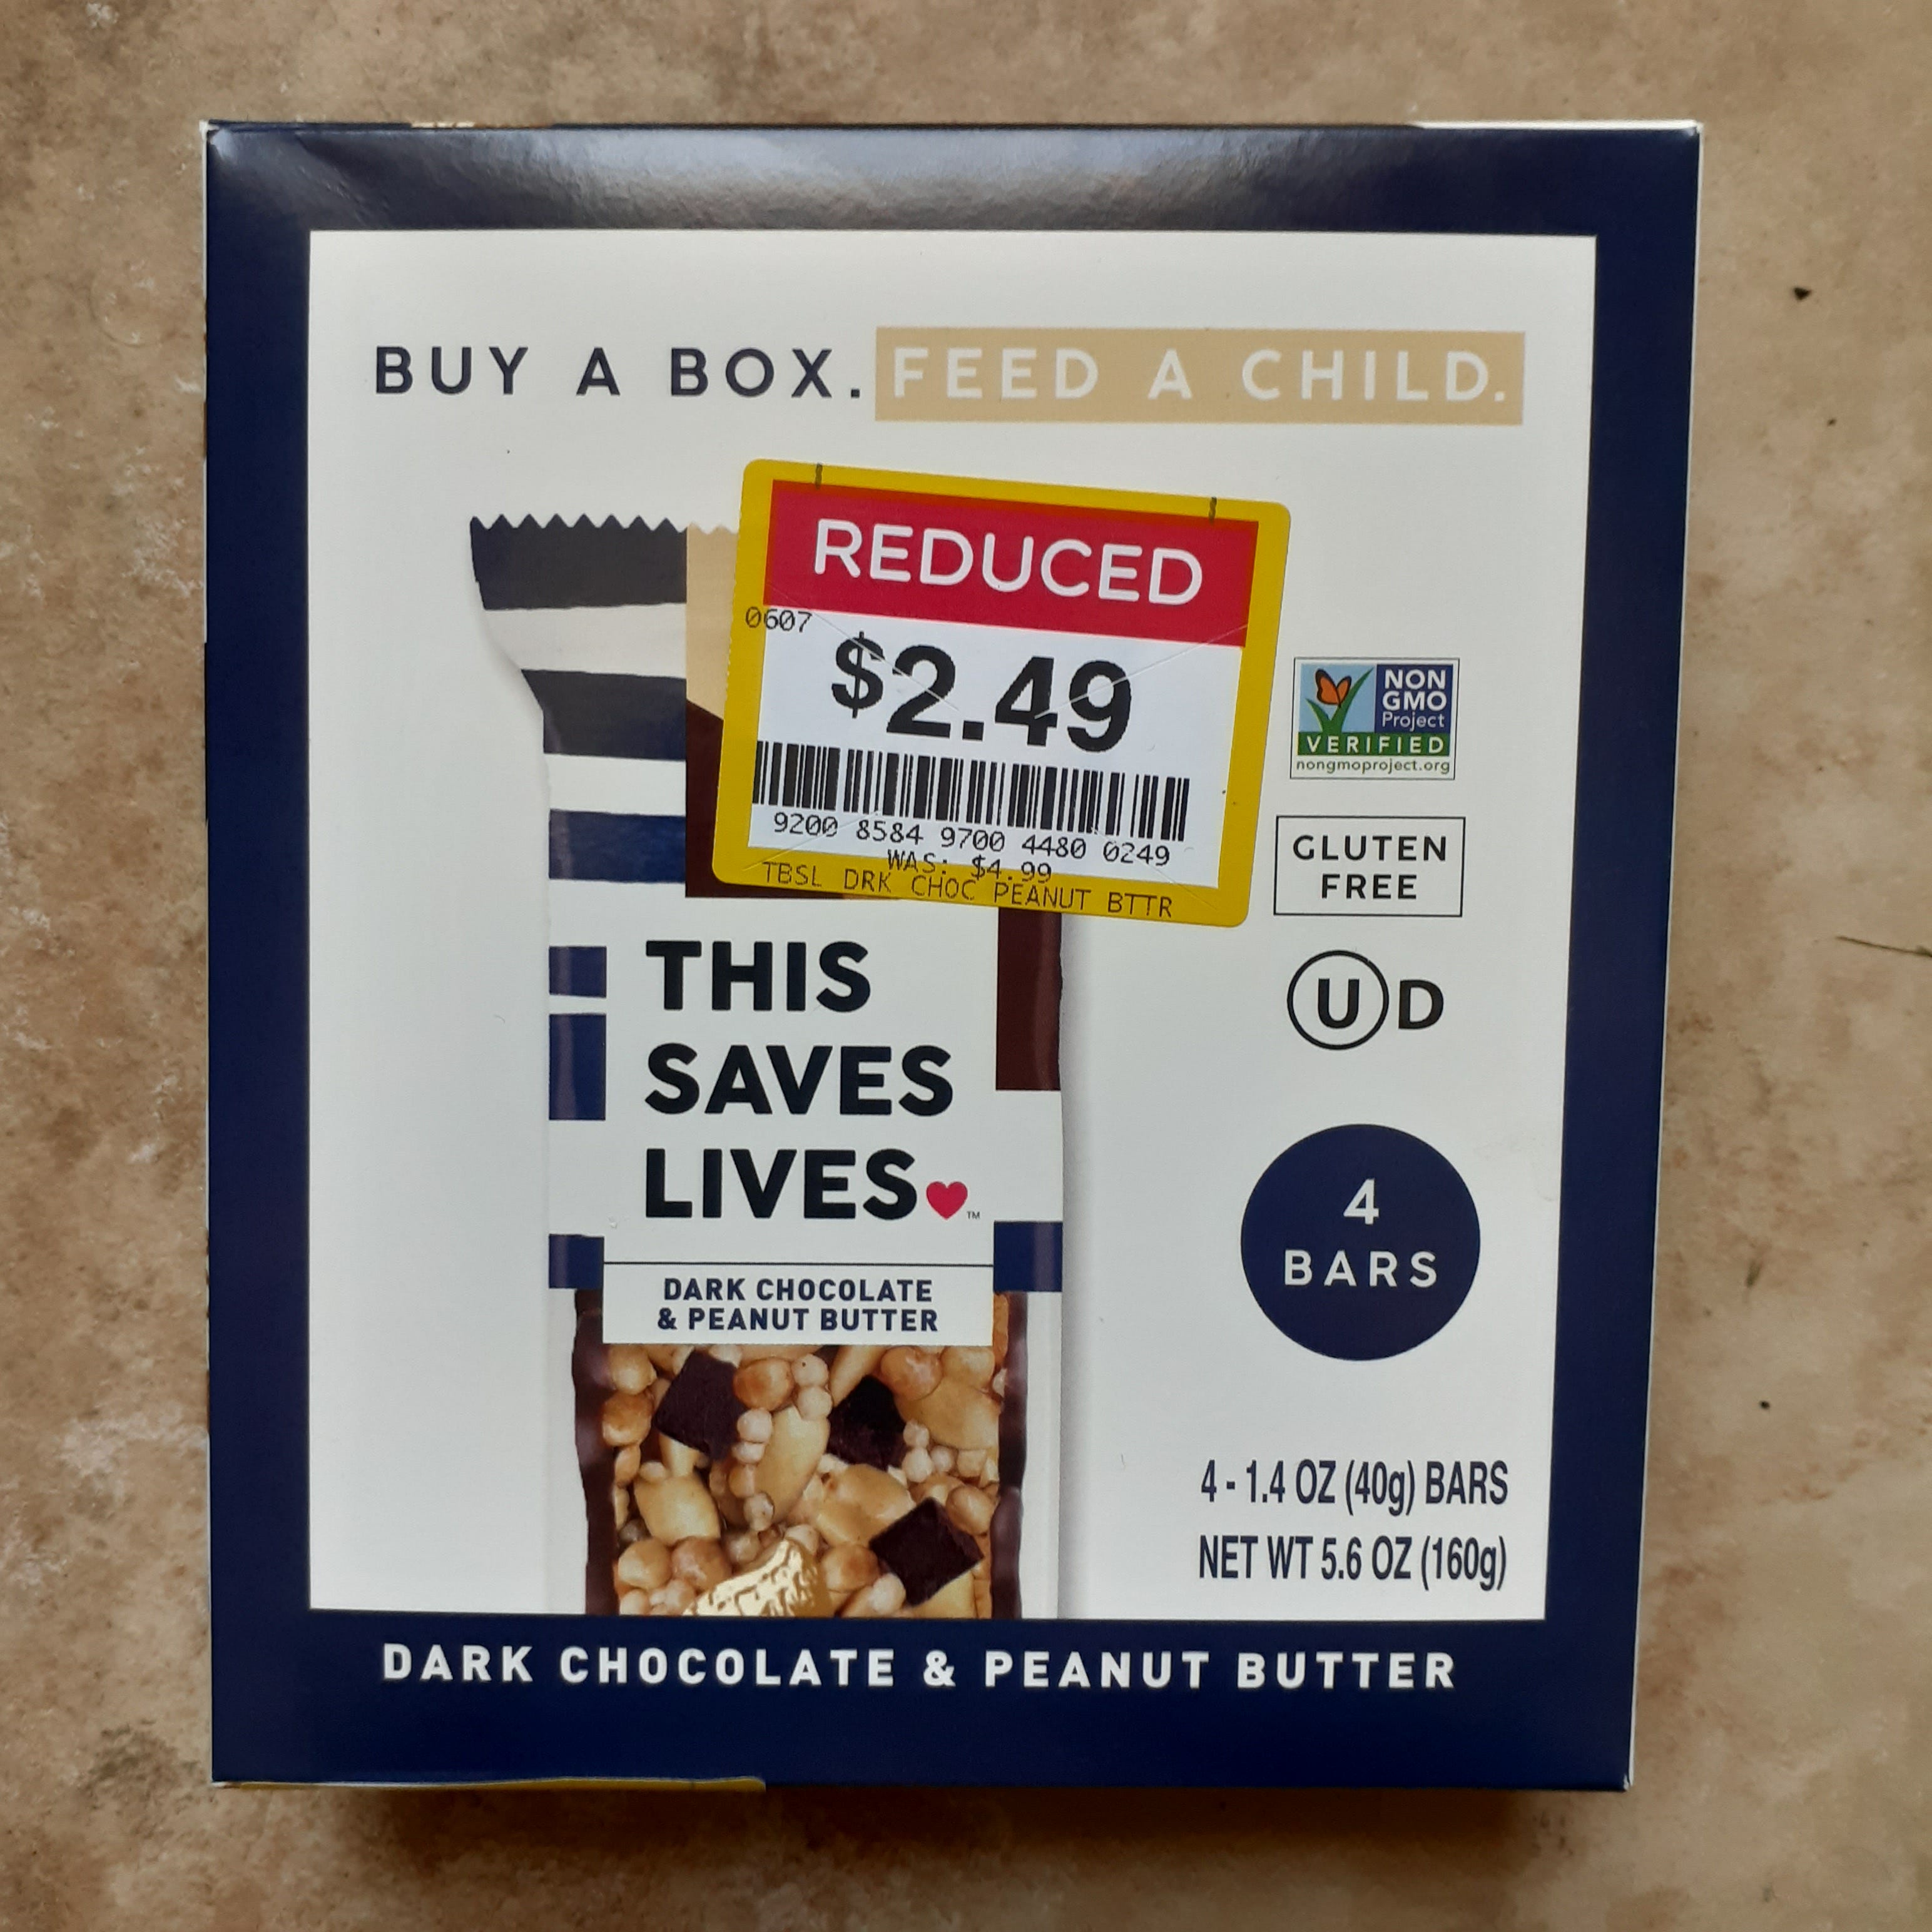 BUY A BOX. FEED A CHILD.
REDUCED
0607
$2.49
9200 8584 9700 4480 0249
WAS: $4.99
TBSL DRK CHOC PEANUT BTTR
NON
GMO
Project
VERIFIED
nongmoproject.org
GLUTEN
FREE
U D
THIS
SAVES
LIVES
TM
DARK CHOCOLATE
& PEANUT BUTTER
4
BARS
4 - 1.4 OZ (40g) BARS
NET WT 5.6 OZ (160g)
DARK CHOCOLATE & PEANUT BUTTER